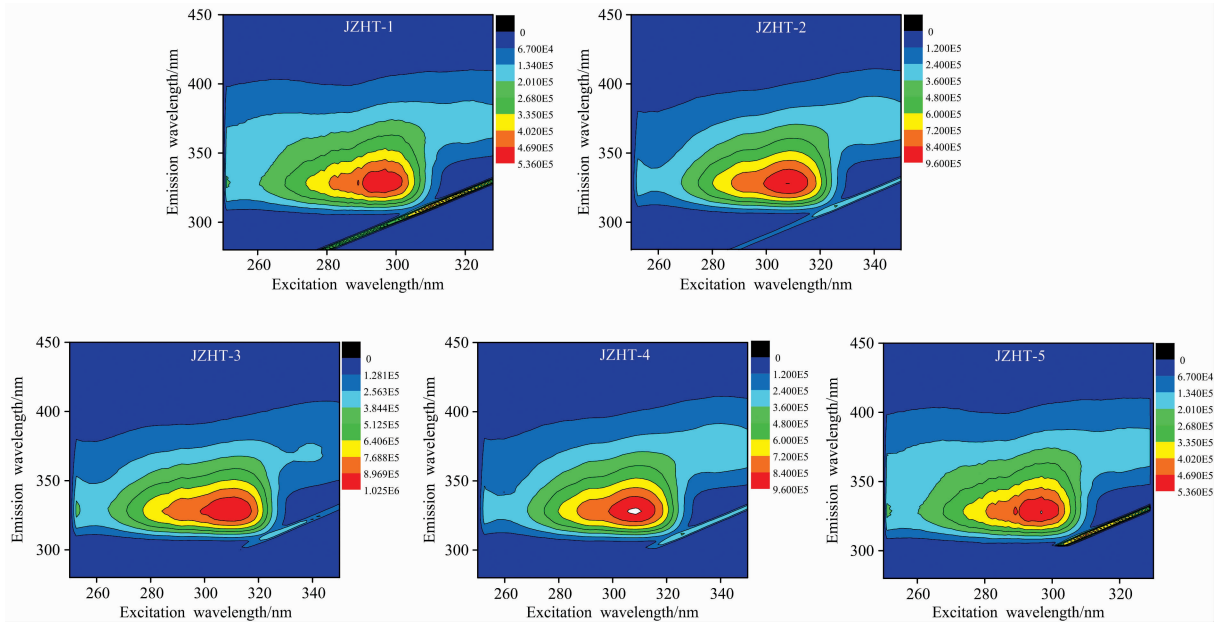 JZHT-1
450
400
350
300
Emission wavelength/nm
260
280
300
320
Excitation wavelength/nm
0
6.700E4
1.340E5
2.010E5
2.680E5
3.350E5
4.020E5
4.690E5
5.360E5
JZHT-2
450
400
350
300
Emission wavelength/nm
260
280
300
320
340
Excitation wavelength/nm
0
1.200E5
2.400E5
3.600E5
4.800E5
6.000E5
7.200E5
8.400E5
9.600E5
JZHT-3
450
400
350
300
Emission wavelength/nm
260
280
300
320
340
Excitation wavelength/nm
0
1.281E5
2.563E5
3.844E5
5.125E5
6.406E5
7.688E5
8.969E5
1.025E6
JZHT-4
450
400
350
300
Emission wavelength/nm
260
280
300
320
340
Excitation wavelength/nm
0
1.200E5
2.400E5
3.600E5
4.800E5
6.000E5
7.200E5
8.400E5
9.600E5
JZHT-5
450
400
350
300
Emission wavelength/nm
260
280
300
320
Excitation wavelength/nm
0
6.700E4
1.340E5
2.010E5
2.680E5
3.350E5
4.020E5
4.690E5
5.360E5